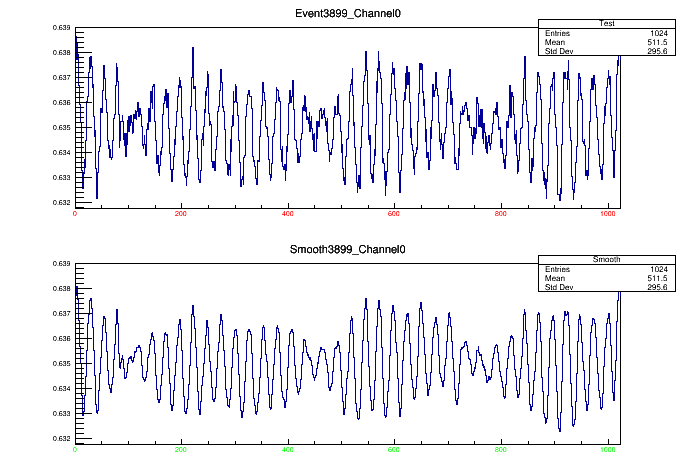 Event3899_Channel0
Test
Entries 1024
Mean 511.5
Std Dev 295.6
0.639
0.638
0.637
0.636
0.635
0.634
0.633
0.632
0 200 400 600 800 1000
Smooth3899_Channel0
Smooth
Entries 1024
Mean 511.5
Std Dev 295.6
0.639
0.638
0.637
0.636
0.635
0.634
0.633
0.632
0 200 400 600 800 1000